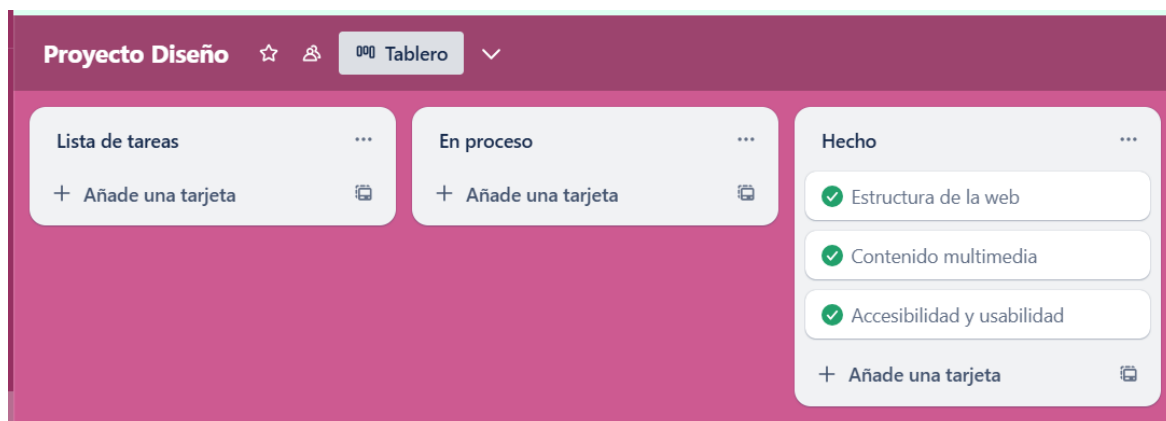 Proyecto Diseño
Tablero
Lista de tareas
+ Añade una tarjeta
En proceso
+ Añade una tarjeta
Hecho
Estructura de la web
Contenido multimedia
Accesibilidad y usabilidad
+ Añade una tarjeta